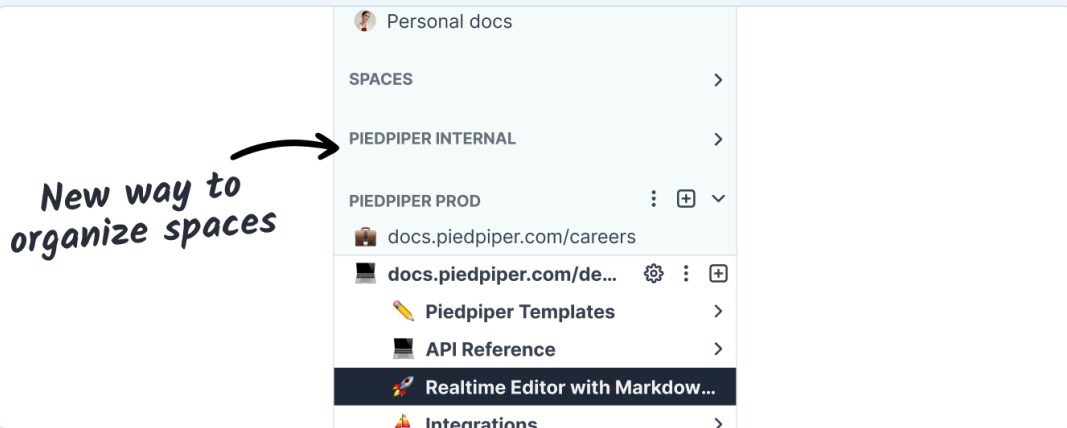 Personal docs
SPACES
PIEDPIPER INTERNAL
New way to
organize spaces
PIEDPIPER PROD
docs.piedpiper.com/careers
docs.piedpiper.com/de...
Piedpiper Templates
API Reference
Realtime Editor with Markdow...
Integrations